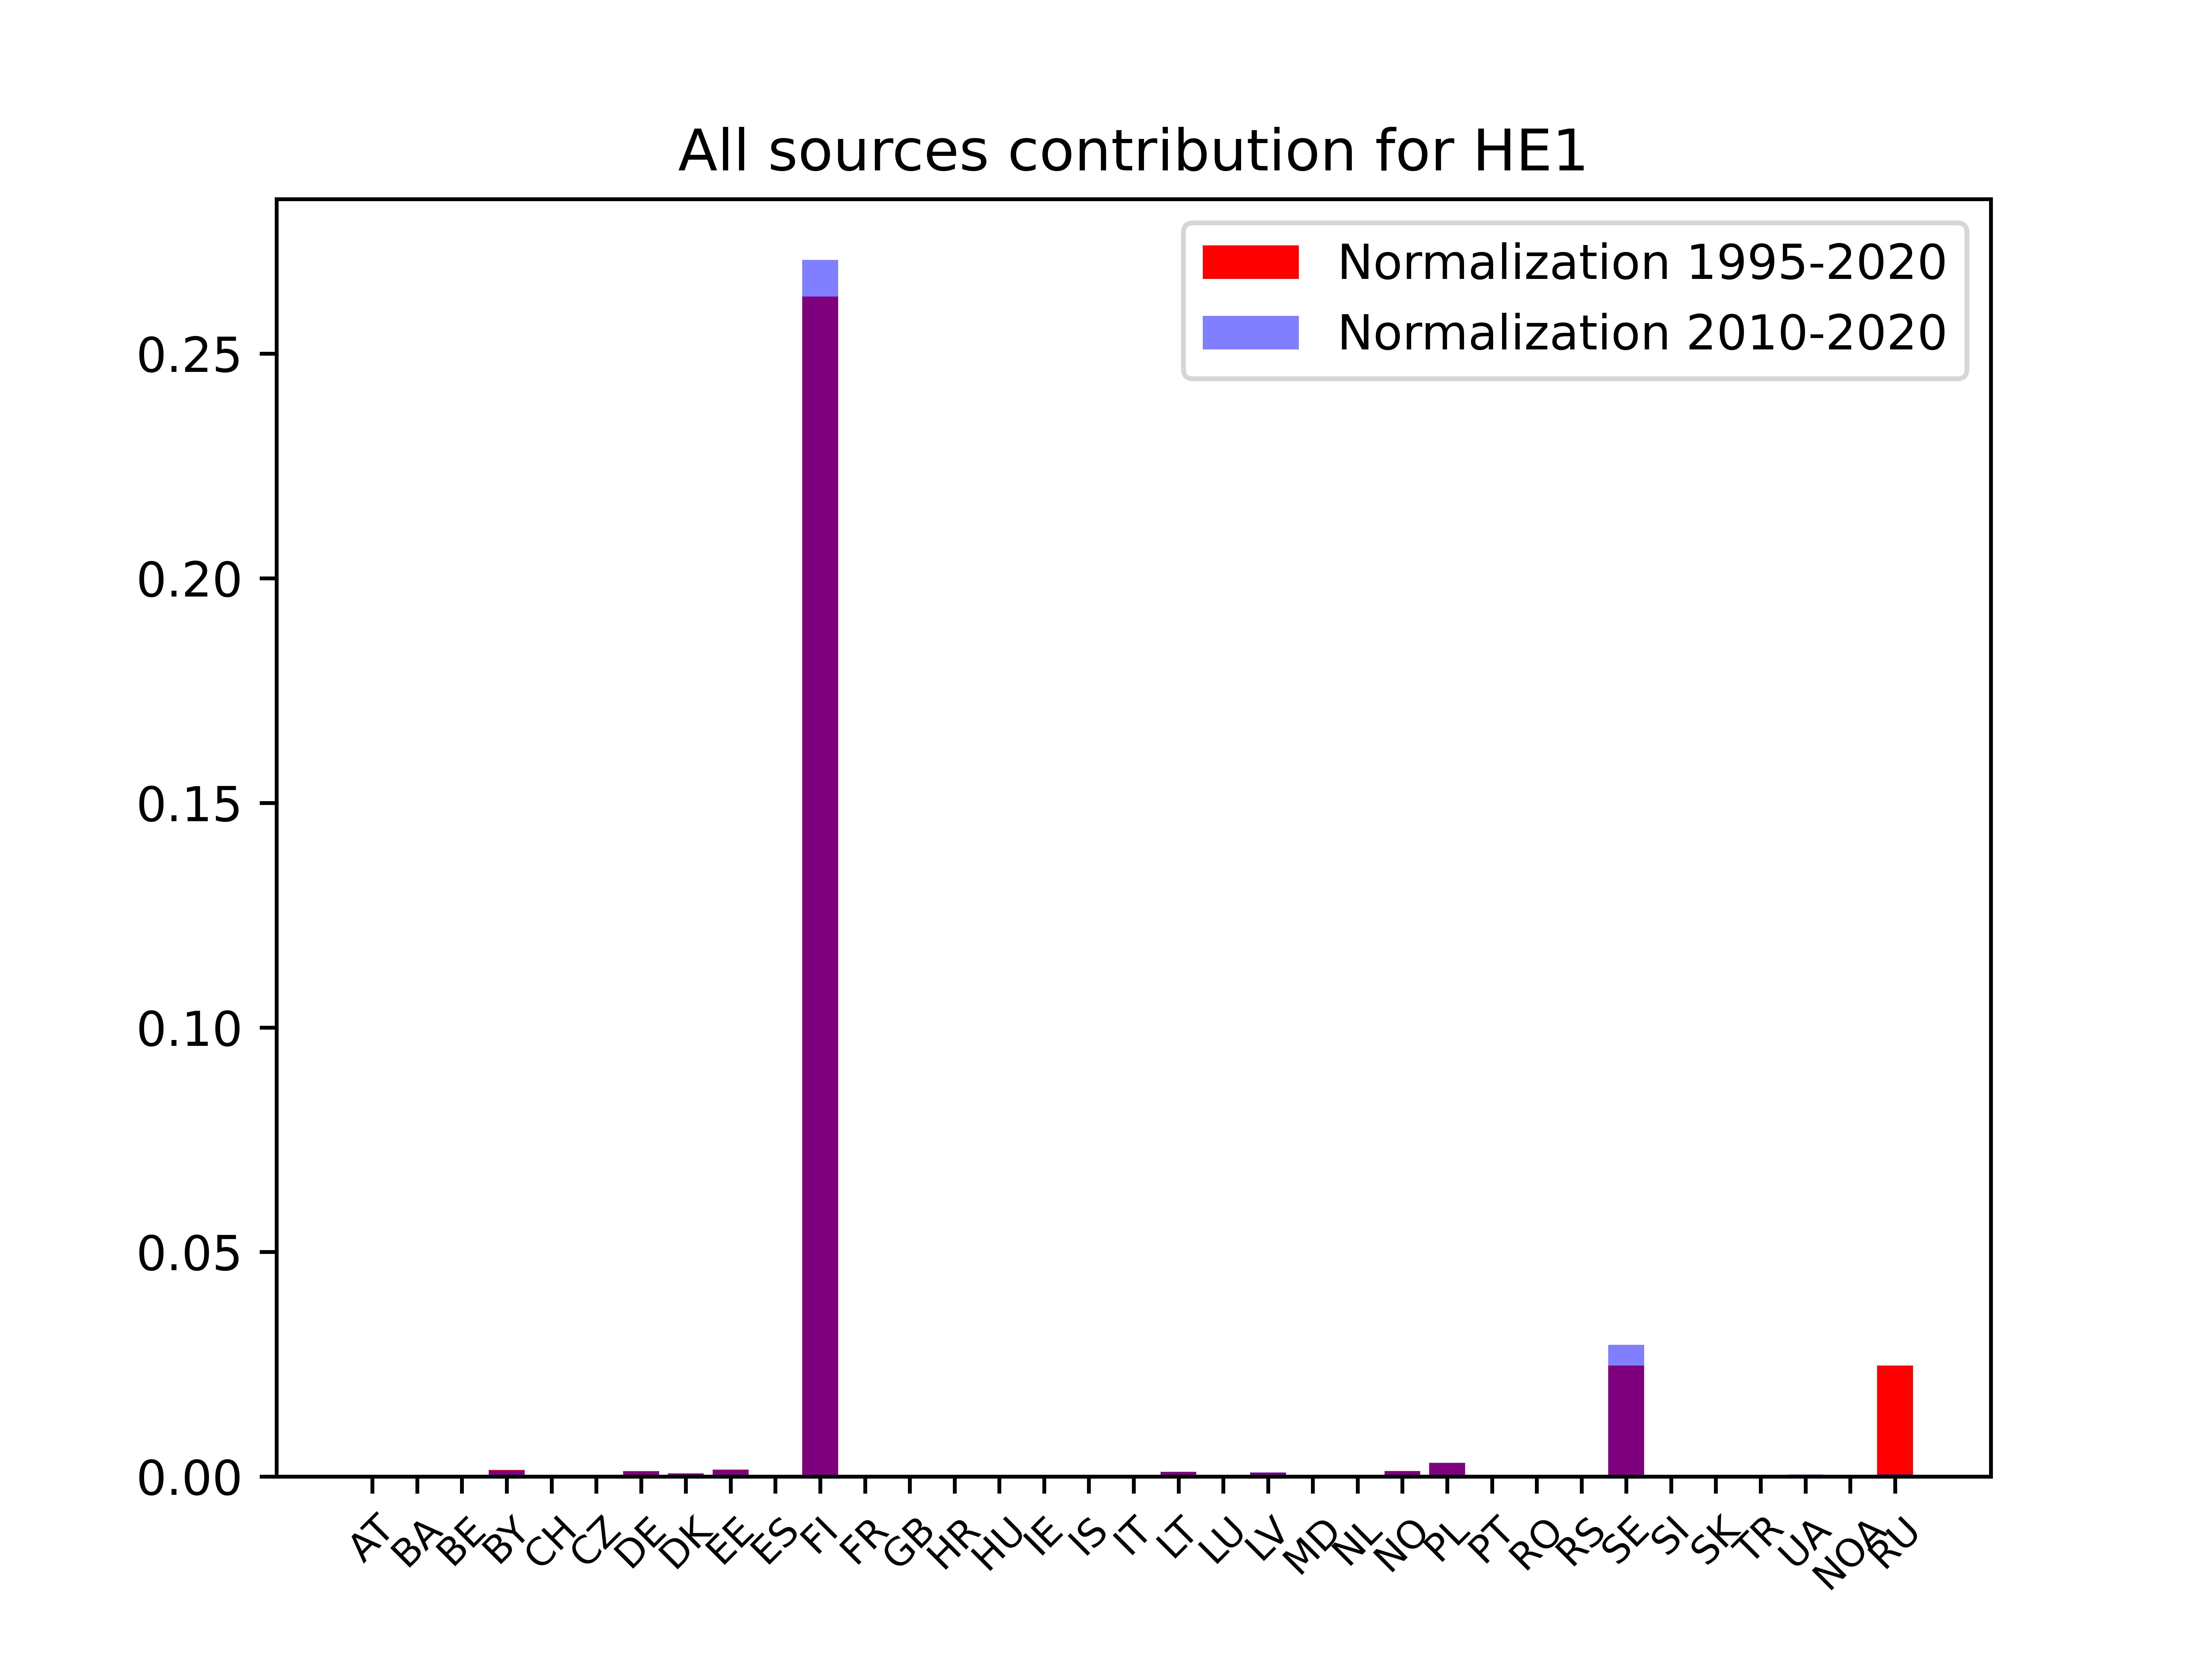 All sources contribution for HE1
Normalization 1995-2020
Normalization 2010-2020
0.25
0.20
0.15
0.10
0.05
0.00
AT BA BE BY CH CZ DE DK EE ES FI FR GB HR HU IE IS IT LT LU LV MD NL NO PL PT RO RS SE SI SK TR UA NOA RU